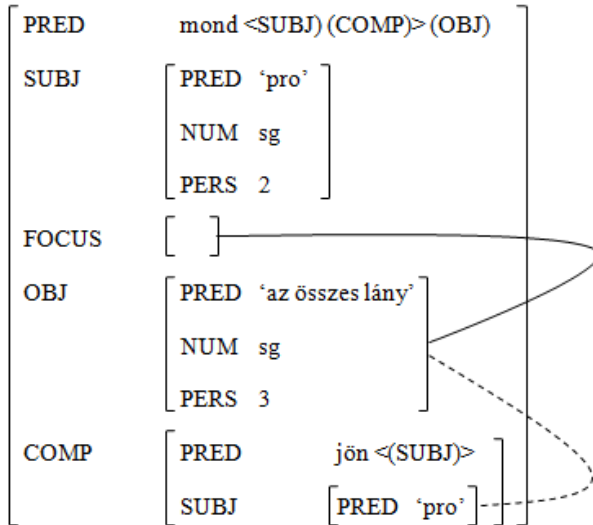 PRED mond <SUBJ) (COMP)> (OBJ)
SUBJ PRED ‘pro’
NUM sg
PERS 2
FOCUS
OBJ PRED ‘az összes lány’
NUM sg
PERS 3
COMP PRED jön <(SUBJ)>
SUBJ PRED ‘pro’